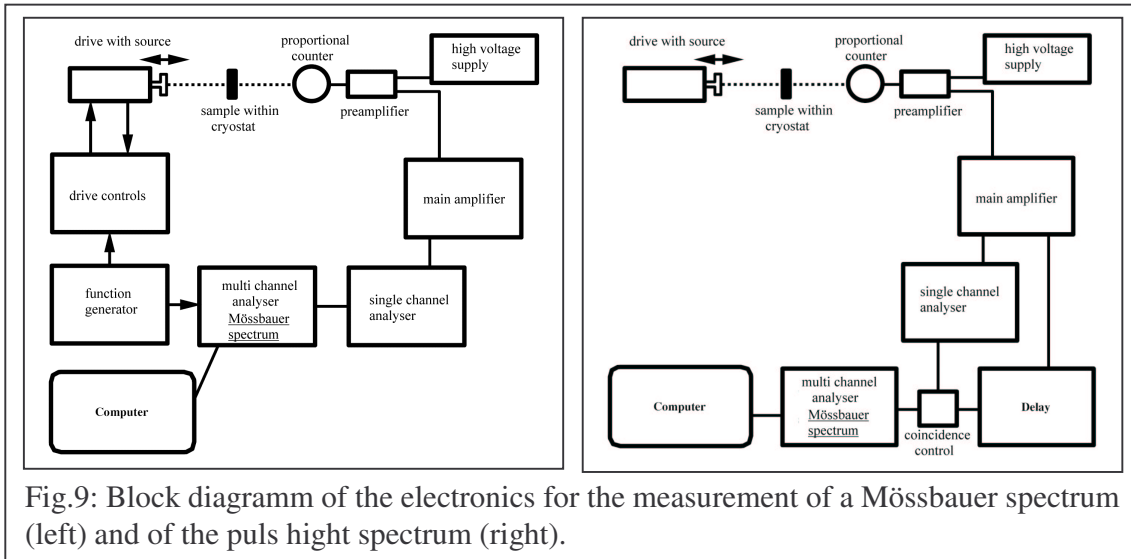 drive with source
proportional
counter
high voltage
supply
sample within
cryostat
preamplifier
drive controls
main amplifier
function
generator
multi channel
analyser
Mössbauer
spectrum
single channel
analyser
Computer
drive with source
proportional
counter
high voltage
supply
sample within
cryostat
preamplifier
main amplifier
single channel
analyser
Computer
multi channel
analyser
Mössbauer
spectrum
coincidence
control
Delay
Fig.9: Block diagramm of the electronics for the measurement of a Mössbauer spectrum
(left) and of the puls hight spectrum (right).